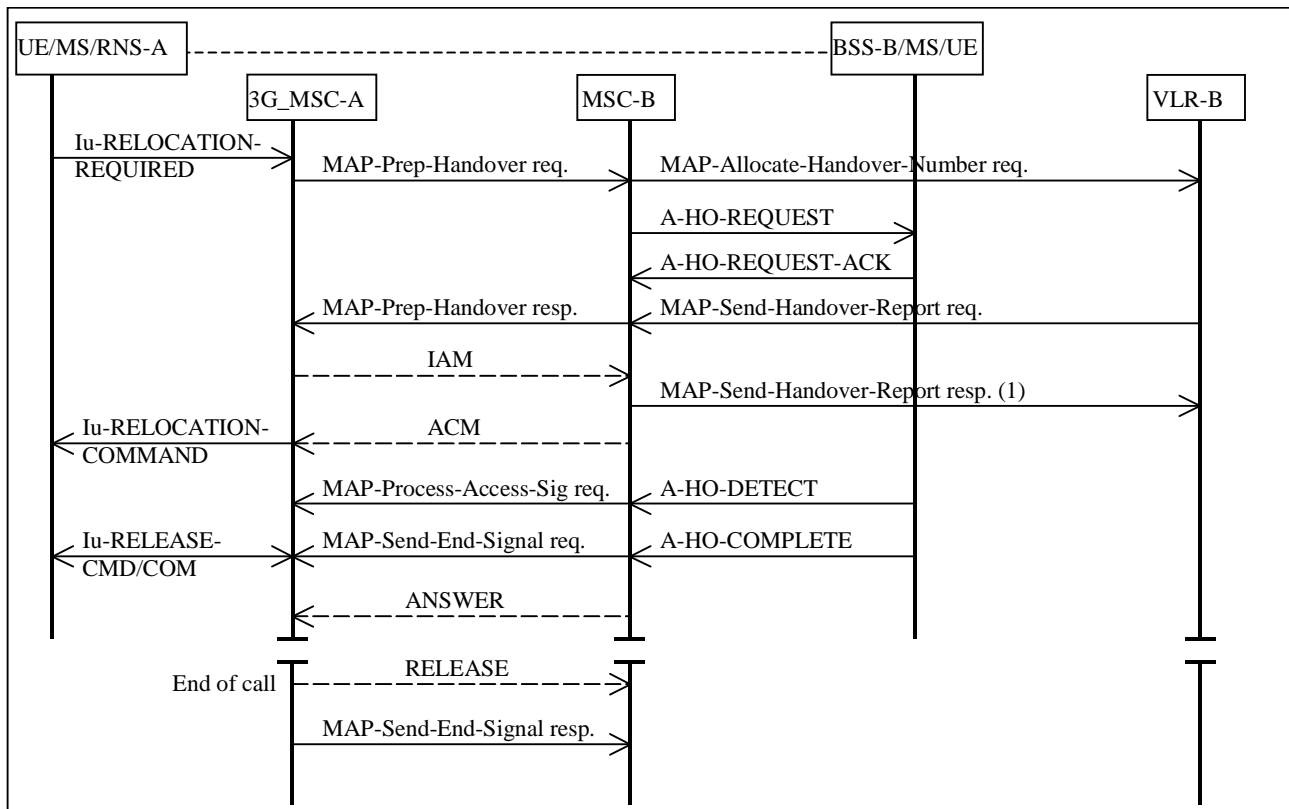 UE/MS/RNS-A
BSS-B/MS/UE
3G_MSC-A
MSC-B
VLR-B
Iu-RELOCATION-
REQUIRED
MAP-Prep-Handover req.
MAP-Allocate-Handover-Number req.
A-HO-REQUEST
A-HO-REQUEST-ACK
MAP-Prep-Handover resp.
MAP-Send-Handover-Report req.
IAM
MAP-Send-Handover-Report resp. (1)
Iu-RELOCATION-
COMMAND
ACM
MAP-Process-Access-Sig req.
A-HO-DETECT
Iu-RELEASE-
CMD/COM
MAP-Send-End-Signal req.
A-HO-COMPLETE
ANSWER
RELEASE
End of call
MAP-Send-End-Signal resp.